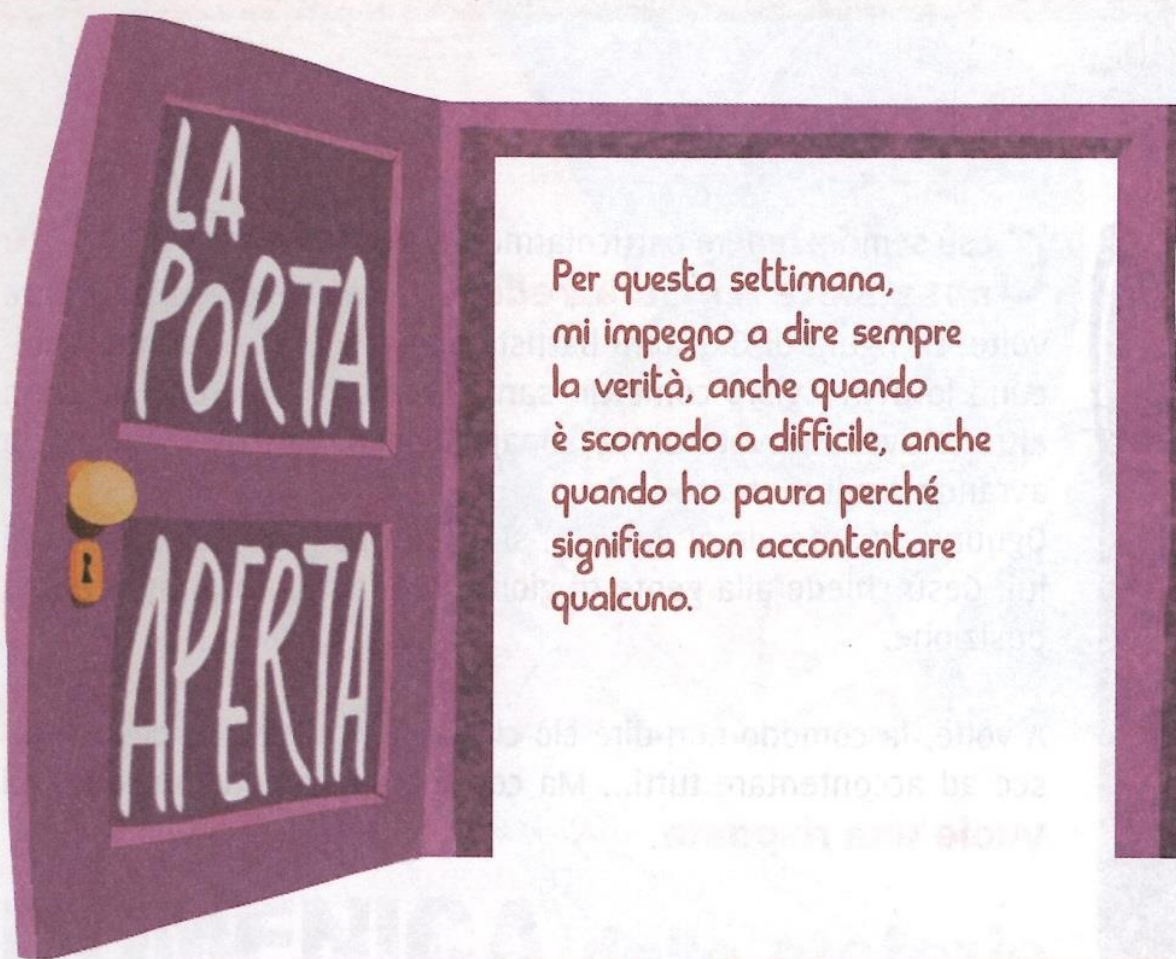 LA
PORTA
APERTA
Per questa settimana,
mi impegno a dire sempre
la verità, anche quando
è scomodo o difficile, anche
quando ho paura perché
significa non accontentare
qualcuno.